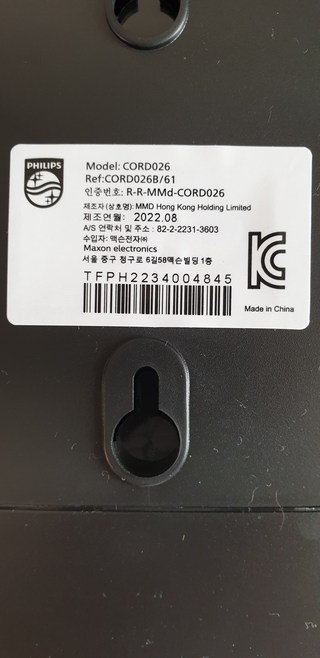 PHILIPS
Model: CORD026
Ref:CORD026B/61
인증번호: R-R-MMd-CORD026
제조자(상호명): MMD Hong Kong Holding Limited
제조연월: 2022.08
A/S 연락처 및 주소 : 82-2-2231-3603
수입자: 맥슨전자㈜
Maxon electronics
서울 중구 청구로 6길58맥슨빌딩 1층
TFPH2234004845
Made in China